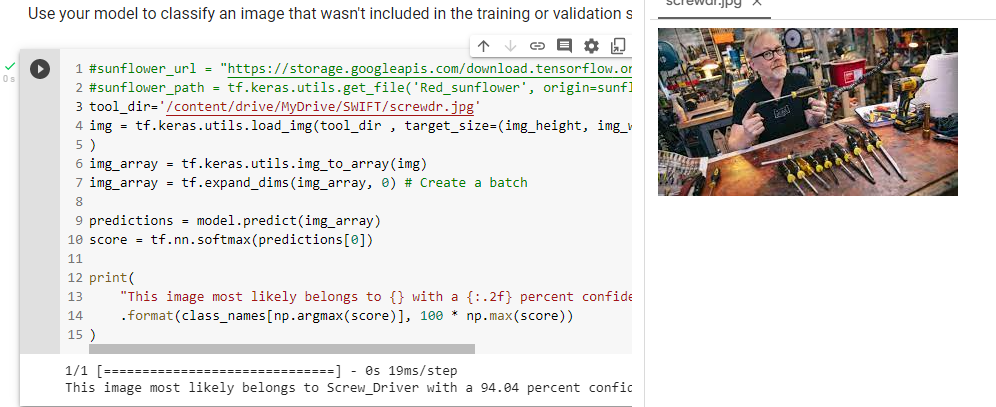 Use your model to classify an image that wasn't included in the training or validation s
screwdr.jpg
0s
1 #sunflower_url = "https://storage.googleapis.com/download.tensorflow.or
2 #sunflower_path = tf.keras.utils.get_file('Red_sunflower', origin=sunfl
3 tool_dir='/content/drive/MyDrive/SWIFT/screwdr.jpg'
4 img = tf.keras.utils.load_img(tool_dir , target_size=(img_height, img_w
5 )
6 img_array = tf.keras.utils.img_to_array(img)
7 img_array = tf.expand_dims(img_array, 0) # Create a batch
8
9 predictions = model.predict(img_array)
10 score = tf.nn.softmax(predictions[0])
11
12 print(
13 "This image most likely belongs to {} with a {:.2f} percent confide
14 .format(class_names[np.argmax(score)], 100 * np.max(score))
15 )
1/1 [==============================] - 0s 19ms/step
This image most likely belongs to Screw_Driver with a 94.04 percent confid